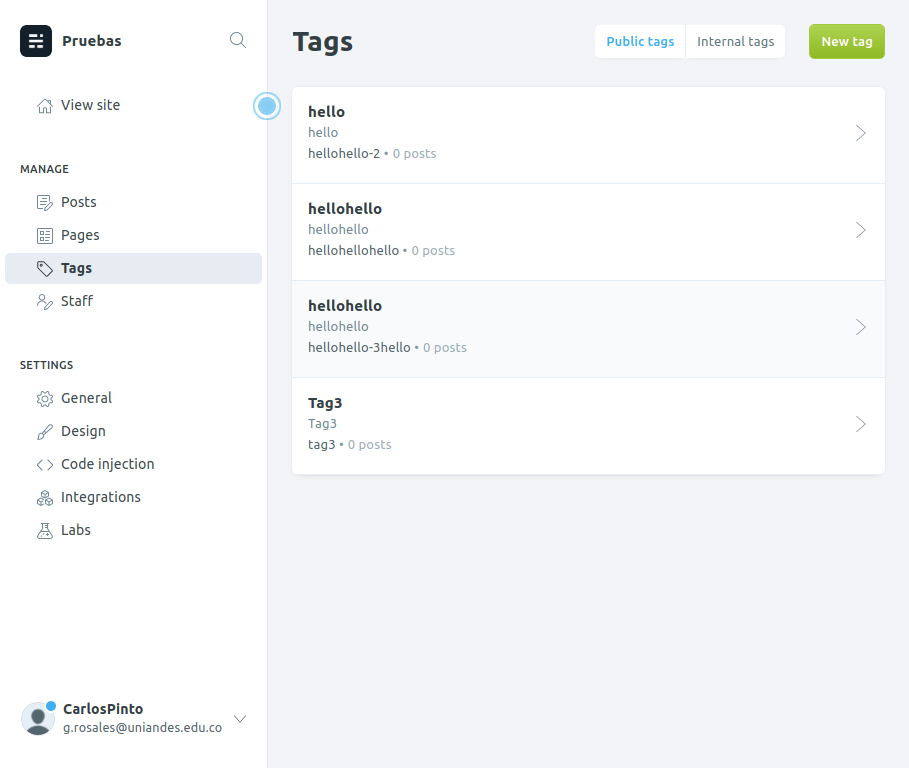 Pruebas
View site
MANAGE
Posts
Pages
Tags
Staff
SETTINGS
General
Design
Code injection
Integrations
Labs
CarlosPinto
g.rosales@uniandes.edu.co
Tags
Public tags
Internal tags
New tag
hello
hello
hellohello-2 • 0 posts
hellohello
hellohello
hellohellohello • 0 posts
hellohello
hellohello
hellohello-3hello • 0 posts
Tag3
Tag3
tag3 • 0 posts